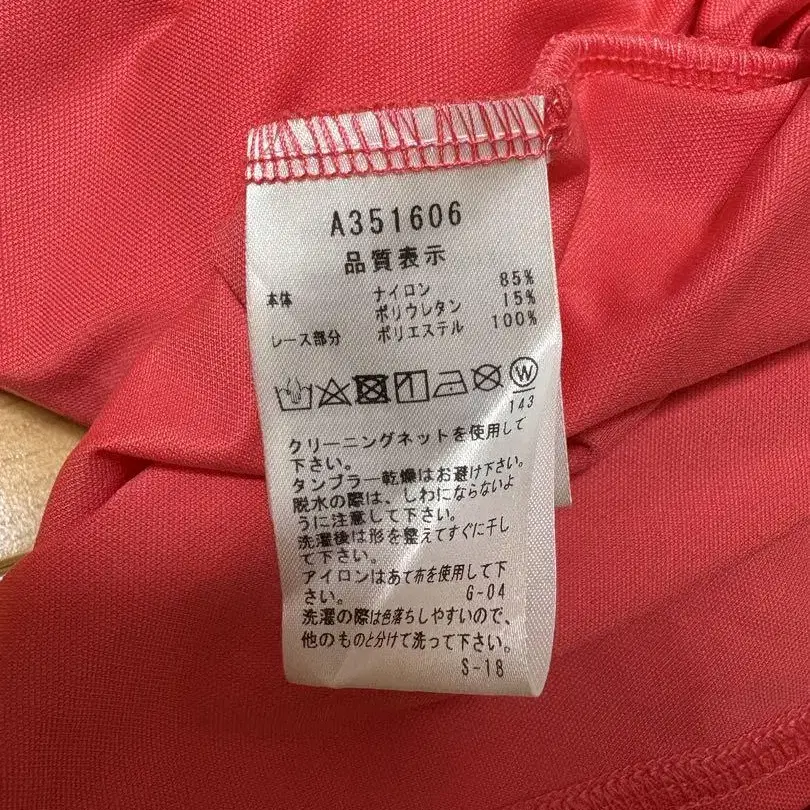 A351606
品質表示
本体 ナイロン 85%
ポリウレタン 15%
レース部分 ポリエステル 100%
W
143
クリーニングネットを使用して
下さい。
タンブラー乾燥はお避け下さい。
脱水の際は、しわにならないよ
うに注意して下さい。
洗濯後は形を整えてすぐに干し
て下さい。
アイロンはあて布を使用して下
さい。 G-04
洗濯の際は色落ちしやすいので、
他のものと分けて洗って下さい。
S-18